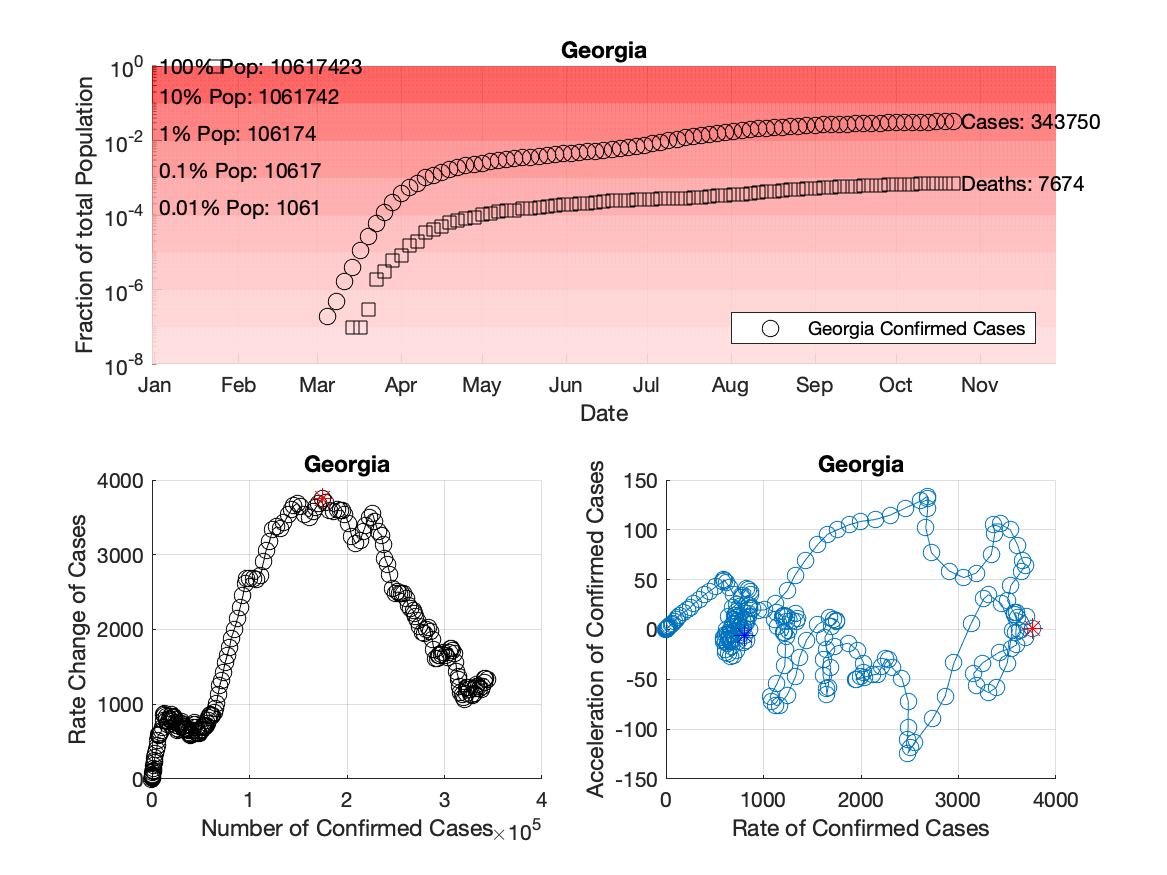 Georgia
Fraction of total Population
10^0
10^-2
10^-4
10^-6
10^-8
100% Pop: 10617423
10% Pop: 1061742
1% Pop: 106174
0.1% Pop: 10617
0.01% Pop: 1061
Cases: 343750
Deaths: 7674
Georgia Confirmed Cases
Jan Feb Mar Apr May Jun Jul Aug Sep Oct Nov
Date
Georgia
Rate Change of Cases
4000
3000
2000
1000
0
0 1 2 3 4
Number of Confirmed Cases ×10^5
Georgia
Acceleration of Confirmed Cases
150
100
50
0
-50
-100
-150
0 1000 2000 3000 4000
Rate of Confirmed Cases